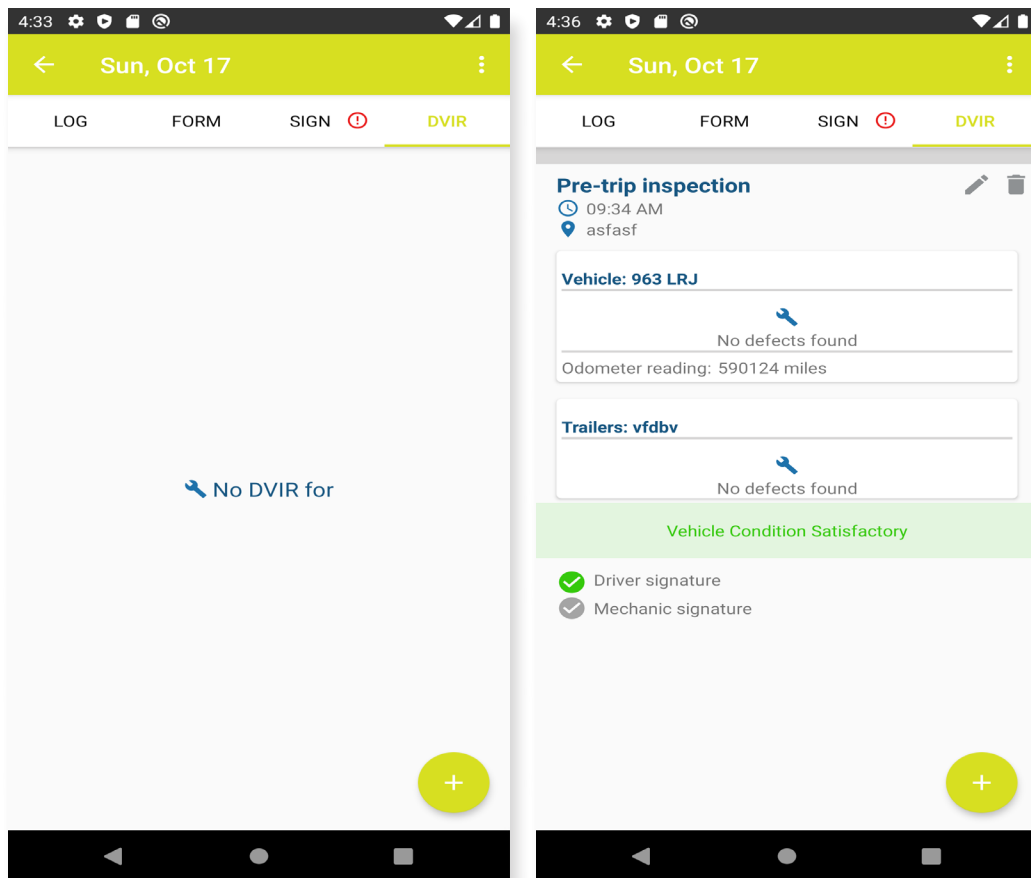 4:33
Sun, Oct 17
LOG FORM SIGN DVIR
No DVIR for
4:36
Sun, Oct 17
LOG FORM SIGN DVIR
Pre-trip inspection
09:34 AM
asfasf
Vehicle: 963 LRJ
No defects found
Odometer reading: 590124 miles
Trailers: vfdbv
No defects found
Vehicle Condition Satisfactory
Driver signature
Mechanic signature